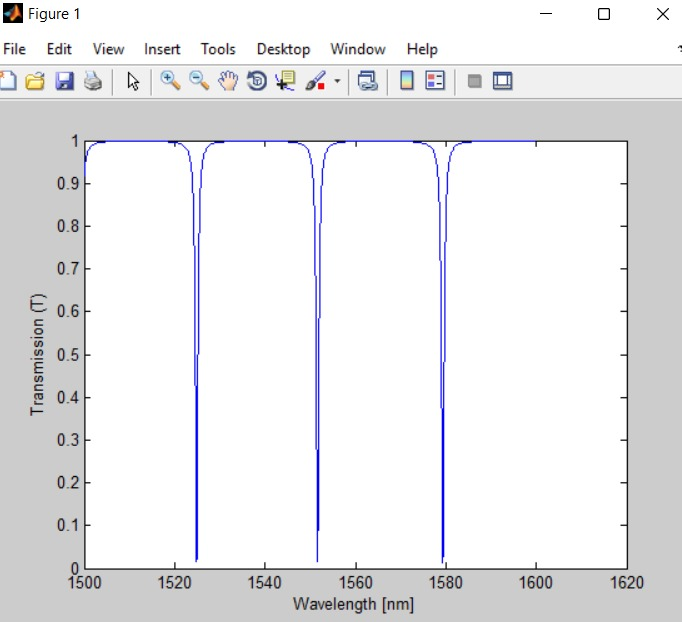 Figure 1
File Edit View Insert Tools Desktop Window Help
1
0.9
0.8
0.7
0.6
0.5
0.4
0.3
0.2
0.1
0
Transmission (T)
1500 1520 1540 1560 1580 1600 1620
Wavelength [nm]